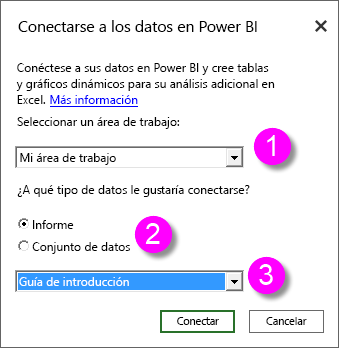 Conectarse a los datos en Power BI
Conéctese a sus datos en Power BI y cree tablas
y gráficos dinámicos para su análisis adicional en
Excel. Más información
Seleccionar un área de trabajo:
1
Mi área de trabajo
¿A qué tipo de datos le gustaría conectarse?
Informe
2
Conjunto de datos
3
Guía de introducción
Conectar Cancelar